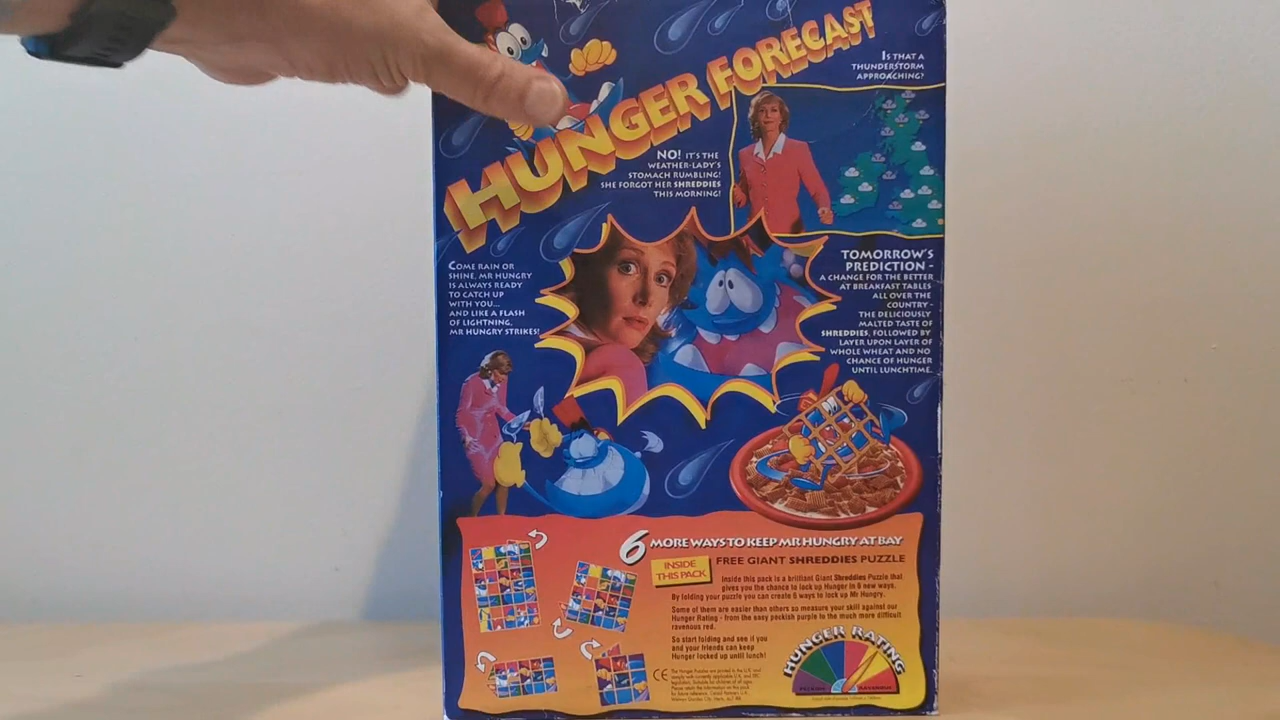 HUNGER FORECAST
IS THAT A
THUNDERSTORM
APPROACHING?
NO! IT'S THE
WEATHER-LADY'S
STOMACH RUMBLING!
SHE FORGOT HER SHREDDIES
THIS MORNING!
COME RAIN OR
SHINE, MR HUNGRY
IS ALWAYS READY
TO CATCH UP
WITH YOU...
AND LIKE A FLASH
OF LIGHTNING,
MR HUNGRY STRIKES!
TOMORROW'S
PREDICTION -
A CHANGE FOR THE BETTER
AT BREAKFAST TABLES
ALL OVER THE
COUNTRY -
THE DELICIOUSLY
MALTED TASTE OF
SHREDDIES, FOLLOWED BY
LAYER UPON LAYER OF
WHOLE WHEAT AND NO
CHANCE OF HUNGER
UNTIL LUNCHTIME.
6 MORE WAYS TO KEEP MR HUNGRY AT BAY
INSIDE
THIS PACK
FREE GIANT SHREDDIES PUZZLE
Inside this pack is a brilliant Giant Shreddies Puzzle that
gives you the chance to lock up Hunger in 6 new ways.
By folding your puzzle you can create 6 ways to lock up Mr Hungry.
Some of them are easier than others so measure your skill against our
Hunger Rating - from the easy peckish purple to the much more difficult
ravenous red.
So start folding and see if you
and your friends can keep
Hunger locked up until lunch!
HUNGER RATING
PECKISH
RAVENOUS
CE